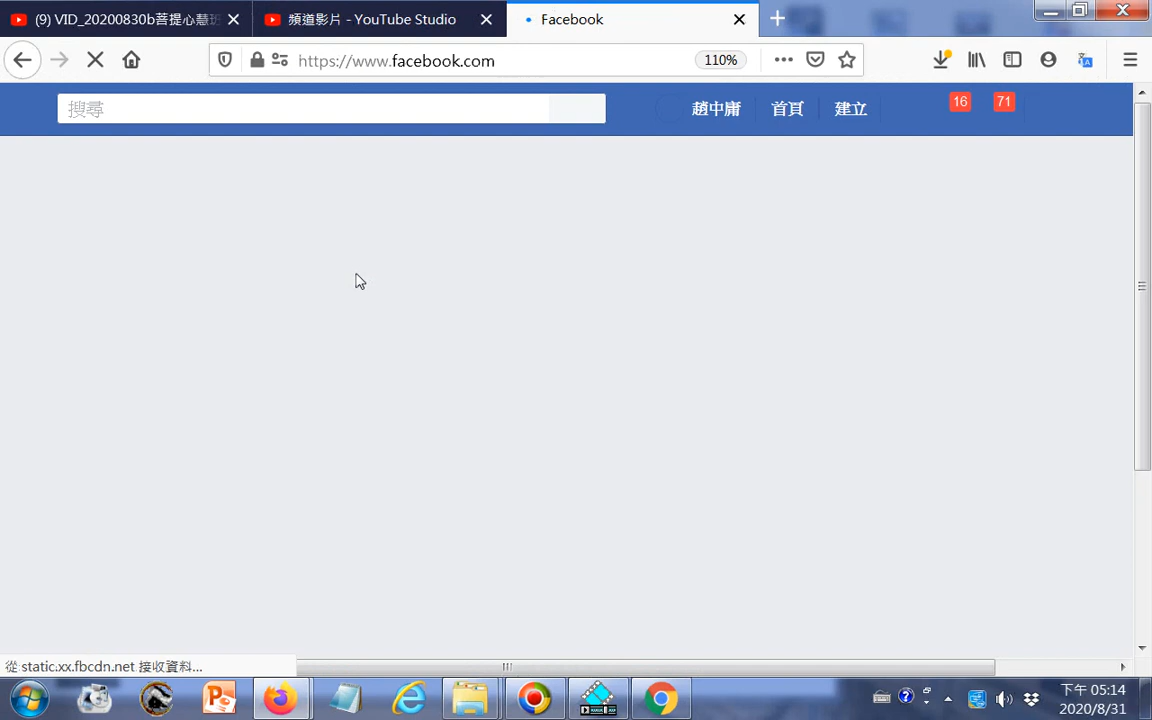 (9) VID_20200830b菩提心慧班
頻道影片 - YouTube Studio
Facebook
https://www.facebook.com
110%
搜尋
趙中庸
首頁
建立
16
71
從 static.xx.fbcdn.net 接收資料...
下午 05:14
2020/8/31